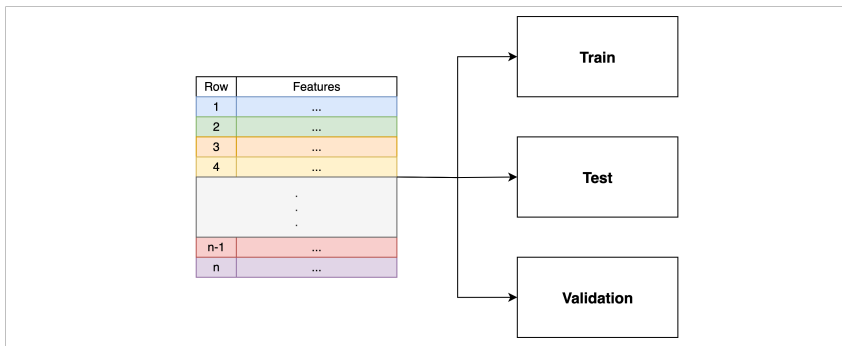 Row Features
1 ...
2 ...
3 ...
4 ...
.
.
.
n-1 ...
n ...
Train
Test
Validation